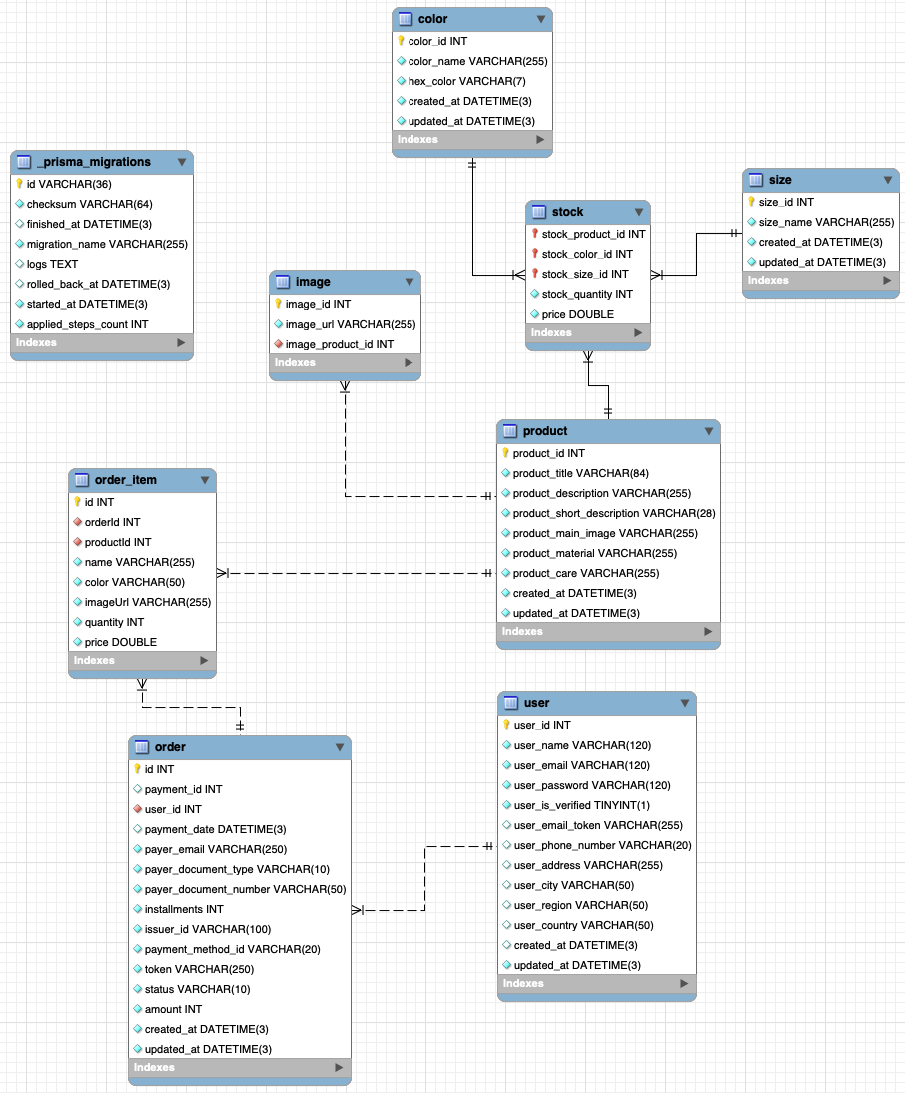 color
color_id INT
color_name VARCHAR(255)
hex_color VARCHAR(7)
created_at DATETIME(3)
updated_at DATETIME(3)
Indexes
_prisma_migrations
id VARCHAR(36)
checksum VARCHAR(64)
finished_at DATETIME(3)
migration_name VARCHAR(255)
logs TEXT
rolled_back_at DATETIME(3)
started_at DATETIME(3)
applied_steps_count INT
Indexes
size
size_id INT
size_name VARCHAR(255)
created_at DATETIME(3)
updated_at DATETIME(3)
Indexes
stock
stock_product_id INT
stock_color_id INT
stock_size_id INT
stock_quantity INT
price DOUBLE
Indexes
image
image_id INT
image_url VARCHAR(255)
image_product_id INT
Indexes
product
product_id INT
product_title VARCHAR(84)
product_description VARCHAR(255)
product_short_description VARCHAR(28)
product_main_image VARCHAR(255)
product_material VARCHAR(255)
product_care VARCHAR(255)
created_at DATETIME(3)
updated_at DATETIME(3)
Indexes
order_item
id INT
orderId INT
productId INT
name VARCHAR(255)
color VARCHAR(50)
imageUrl VARCHAR(255)
quantity INT
price DOUBLE
Indexes
user
user_id INT
user_name VARCHAR(120)
user_email VARCHAR(120)
user_password VARCHAR(120)
user_is_verified TINYINT(1)
user_email_token VARCHAR(255)
user_phone_number VARCHAR(20)
user_address VARCHAR(255)
user_city VARCHAR(50)
user_region VARCHAR(50)
user_country VARCHAR(50)
created_at DATETIME(3)
updated_at DATETIME(3)
Indexes
order
id INT
payment_id INT
user_id INT
payment_date DATETIME(3)
payer_email VARCHAR(250)
payer_document_type VARCHAR(10)
payer_document_number VARCHAR(50)
installments INT
issuer_id VARCHAR(100)
payment_method_id VARCHAR(20)
token VARCHAR(250)
status VARCHAR(10)
amount INT
created_at DATETIME(3)
updated_at DATETIME(3)
Indexes